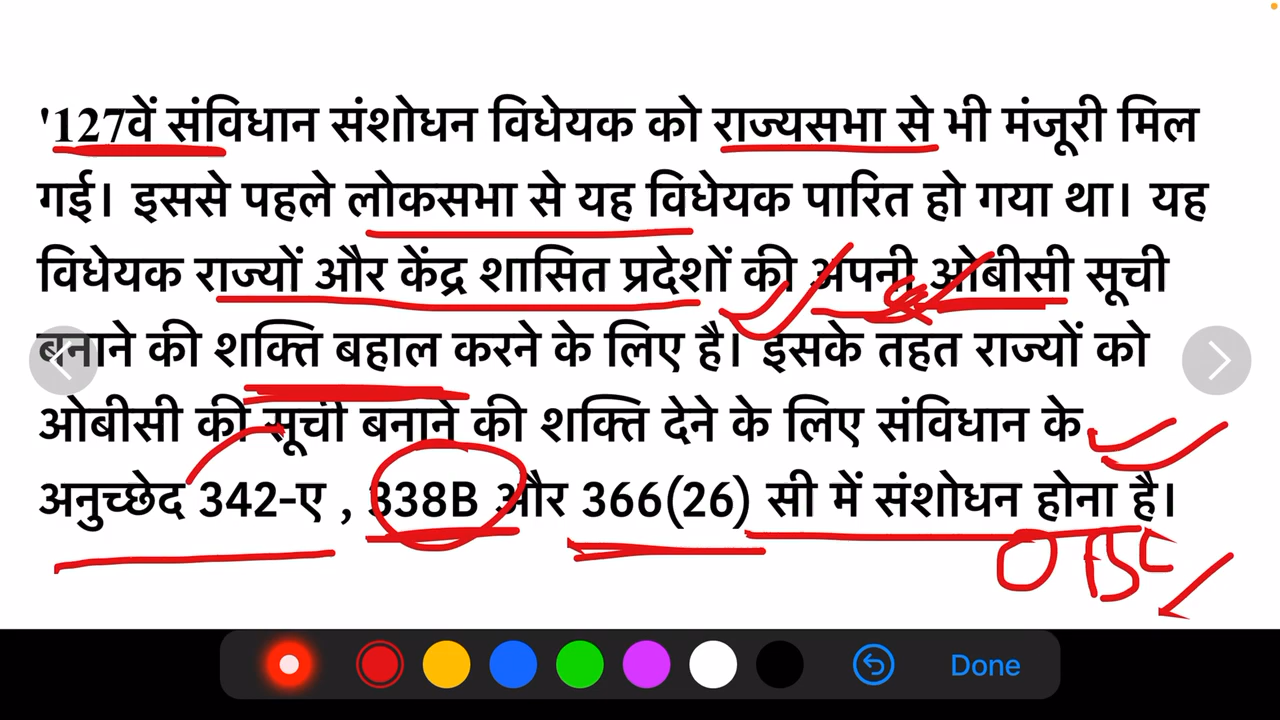 '127वें संविधान संशोधन विधेयक को राज्यसभा से भी मंजूरी मिल
गई। इससे पहले लोकसभा से यह विधेयक पारित हो गया था। यह
विधेयक राज्यों और केंद्र शासित प्रदेशों की अपनी ओबीसी सूची
बनाने की शक्ति बहाल करने के लिए है। इसके तहत राज्यों को
ओबीसी की सूची बनाने की शक्ति देने के लिए संविधान के
अनुच्छेद 342-ए , 338B और 366(26) सी में संशोधन होना है।
OBC
Done